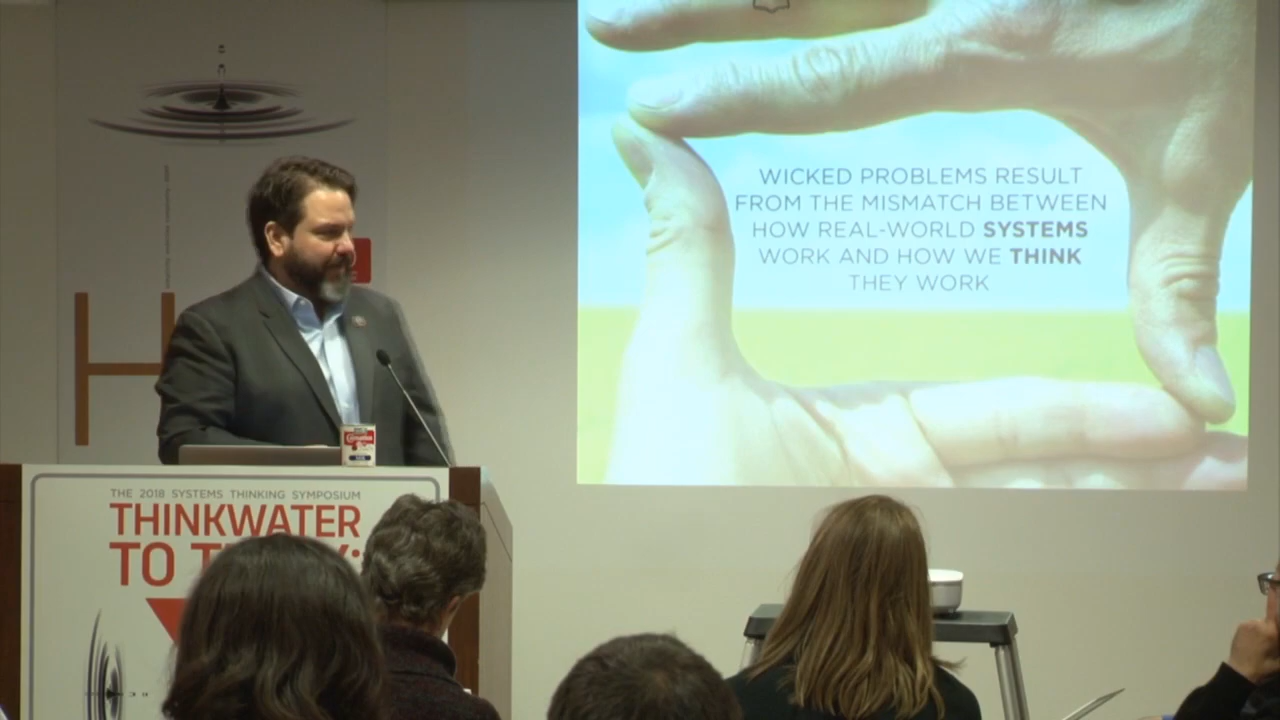 WICKED PROBLEMS RESULT
FROM THE MISMATCH BETWEEN
HOW REAL-WORLD SYSTEMS
WORK AND HOW WE THINK
THEY WORK
H
THE 2018 SYSTEMS THINKING SYMPOSIUM
THINKWATER
TO